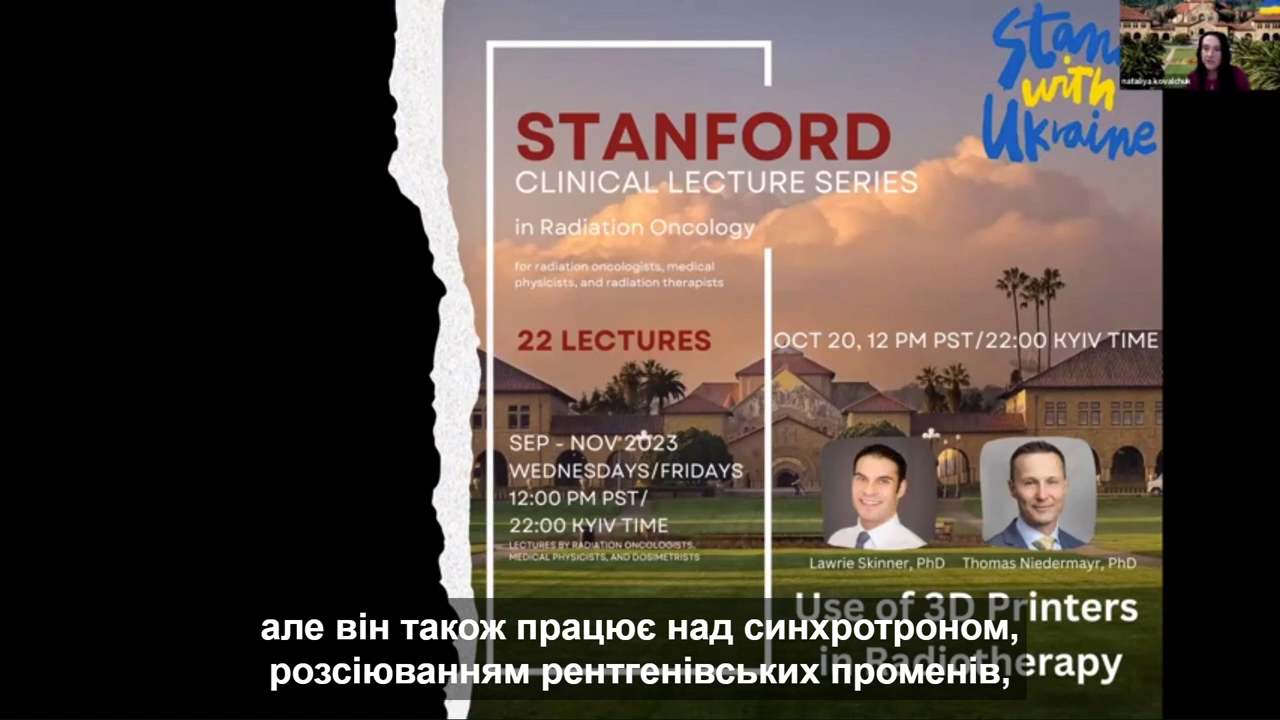 Stan
with
Ukraine
nataliya.kovalchuk
STANFORD
CLINICAL LECTURE SERIES
in Radiation Oncology
for radiation oncologists, medical
physicists, and radiation therapists
22 LECTURES
OCT 20, 12 PM PST/22:00 KYIV TIME
SEP - NOV 2023
WEDNESDAYS/FRIDAYS
12:00 PM PST/
22:00 KYIV TIME
LECTURES BY RADIATION ONCOLOGISTS,
MEDICAL PHYSICISTS, AND DOSIMETRISTS
Lawrie Skinner, PhD
Thomas Niedermayr, PhD
Use of 3D Printers
in Radiotherapy
але він також працює над синхротроном,
розсіюванням рентгенівських променів,